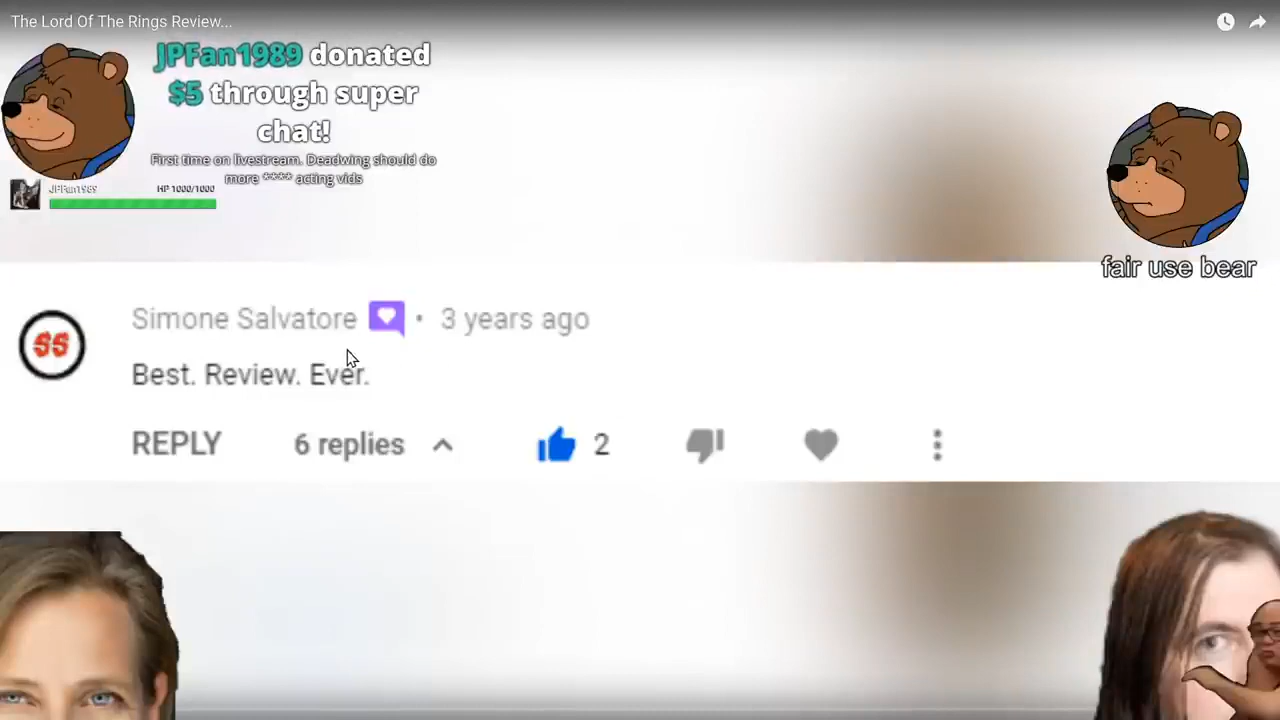 The Lord Of The Rings Review...
JPFan1989 donated
$5 through super
chat!
First time on livestream. Deadwing should do
more **** acting vids
JPFan1989 HP 1000/1000
fair use bear
SS
Simone Salvatore • 3 years ago
Best. Review. Ever.
REPLY 6 replies 2